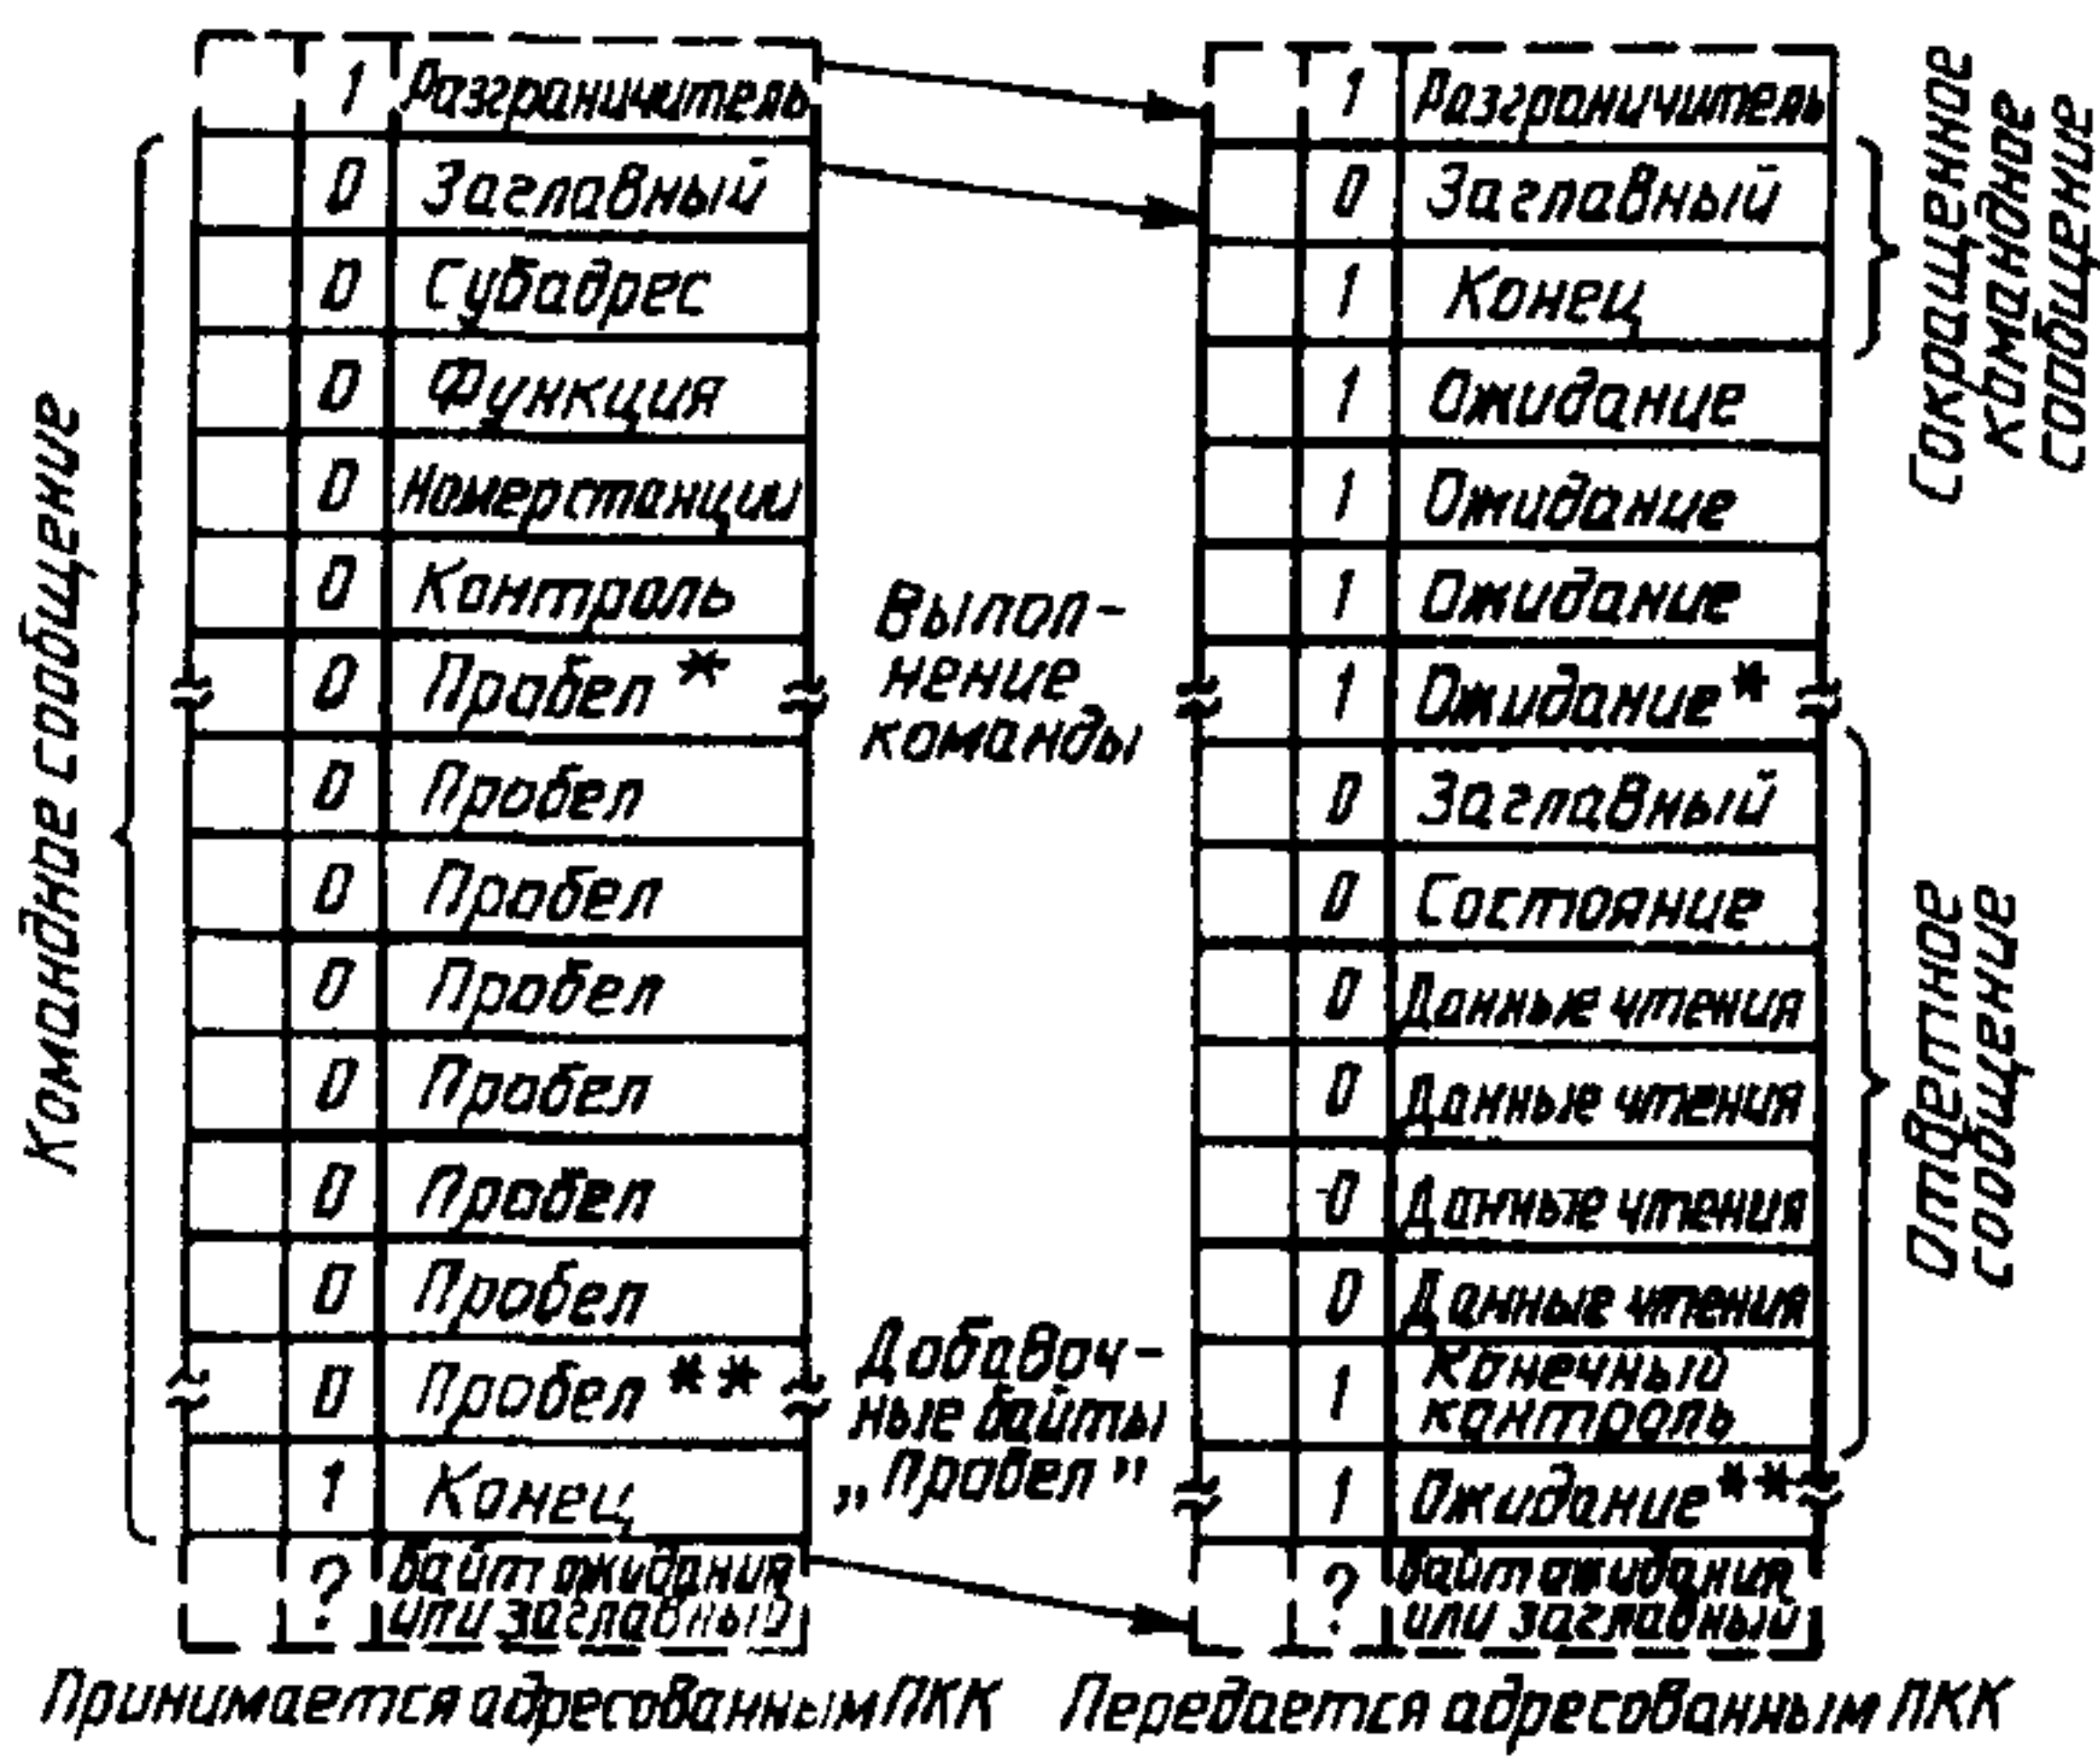 Командное сообщение
1 Разграничитель
0 Заглавный
0 Субадрес
0 Функция
0 Номер станции
0 Контроль
0 Пробел *
0 Пробел
0 Пробел
0 Пробел
0 Пробел
0 Пробел
0 Пробел
0 Пробел **
1 Конец
? Байт ожидания
или заглавный
Принимается адресованным ПКК
Выпол-
нение
команды
Добавоч-
ные байты
„Пробел”
1 Разграничитель
0 Заглавный
1 Конец
1 Ожидание
1 Ожидание
1 Ожидание
1 Ожидание *
0 Заглавный
0 Состояние
0 Данные чтения
0 Данные чтения
0 Данные чтения
0 Данные чтения
1 Конечный
контроль
1 Ожидание **
? Байт ожидания
или заглавный
Передается адресованным ПКК
Сокращенное
командное
сообщение
Ответное
сообщение